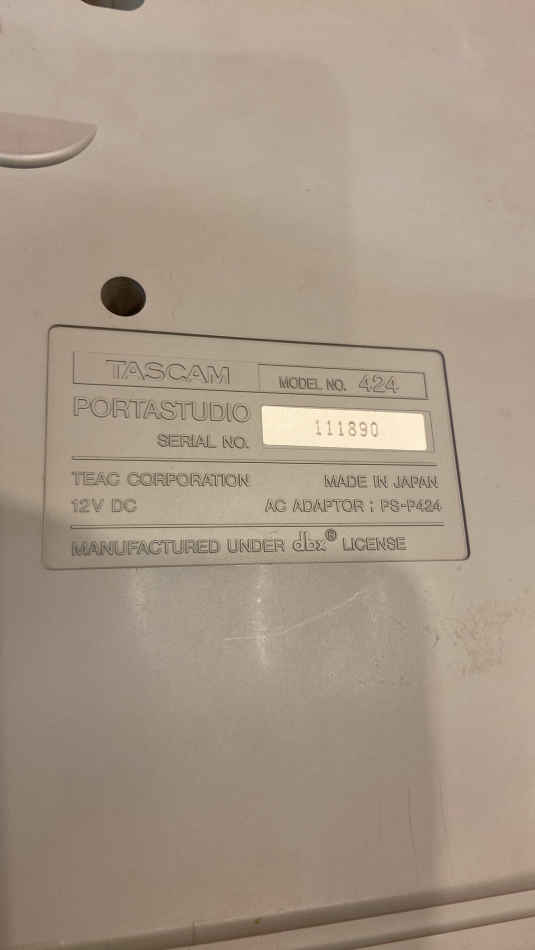 TASCAM MODEL NO. 424
PORTASTUDIO
SERIAL NO. 111890
TEAC CORPORATION MADE IN JAPAN
12V DC AC ADAPTOR : PS-P424
MANUFACTURED UNDER dbx® LICENSE